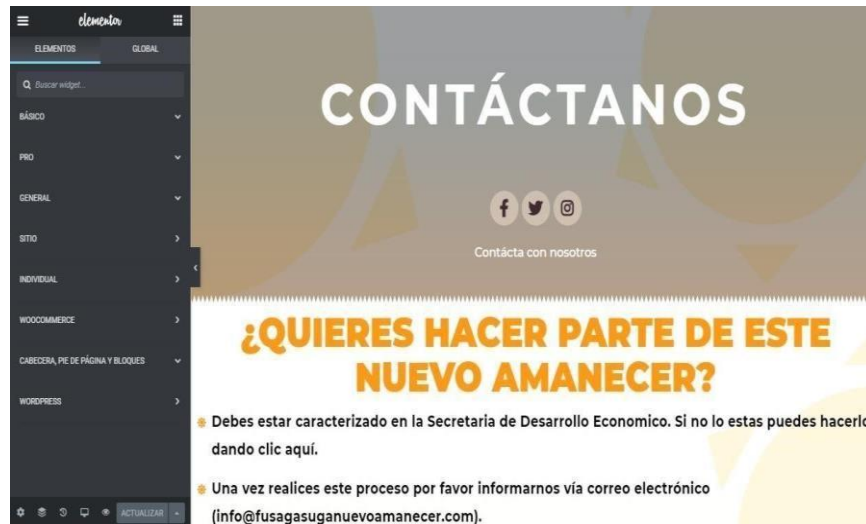 elementor
ELEMENTOS
GLOBAL
Buscar widget...
BÁSICO
PRO
GENERAL
SITIO
INDIVIDUAL
WOOCOMMERCE
CABECERA, PIE DE PÁGINA Y BLOQUES
WORDPRESS
ACTUALIZAR
CONTÁCTANOS
Contácta con nosotros
¿QUIERES HACER PARTE DE ESTE
NUEVO AMANECER?
Debes estar caracterizado en la Secretaria de Desarrollo Economico. Si no lo estas puedes hacerlo
dando clic aquí.
Una vez realices este proceso por favor informarnos vía correo electrónico
(info@fusagasuganuevoamanecer.com).